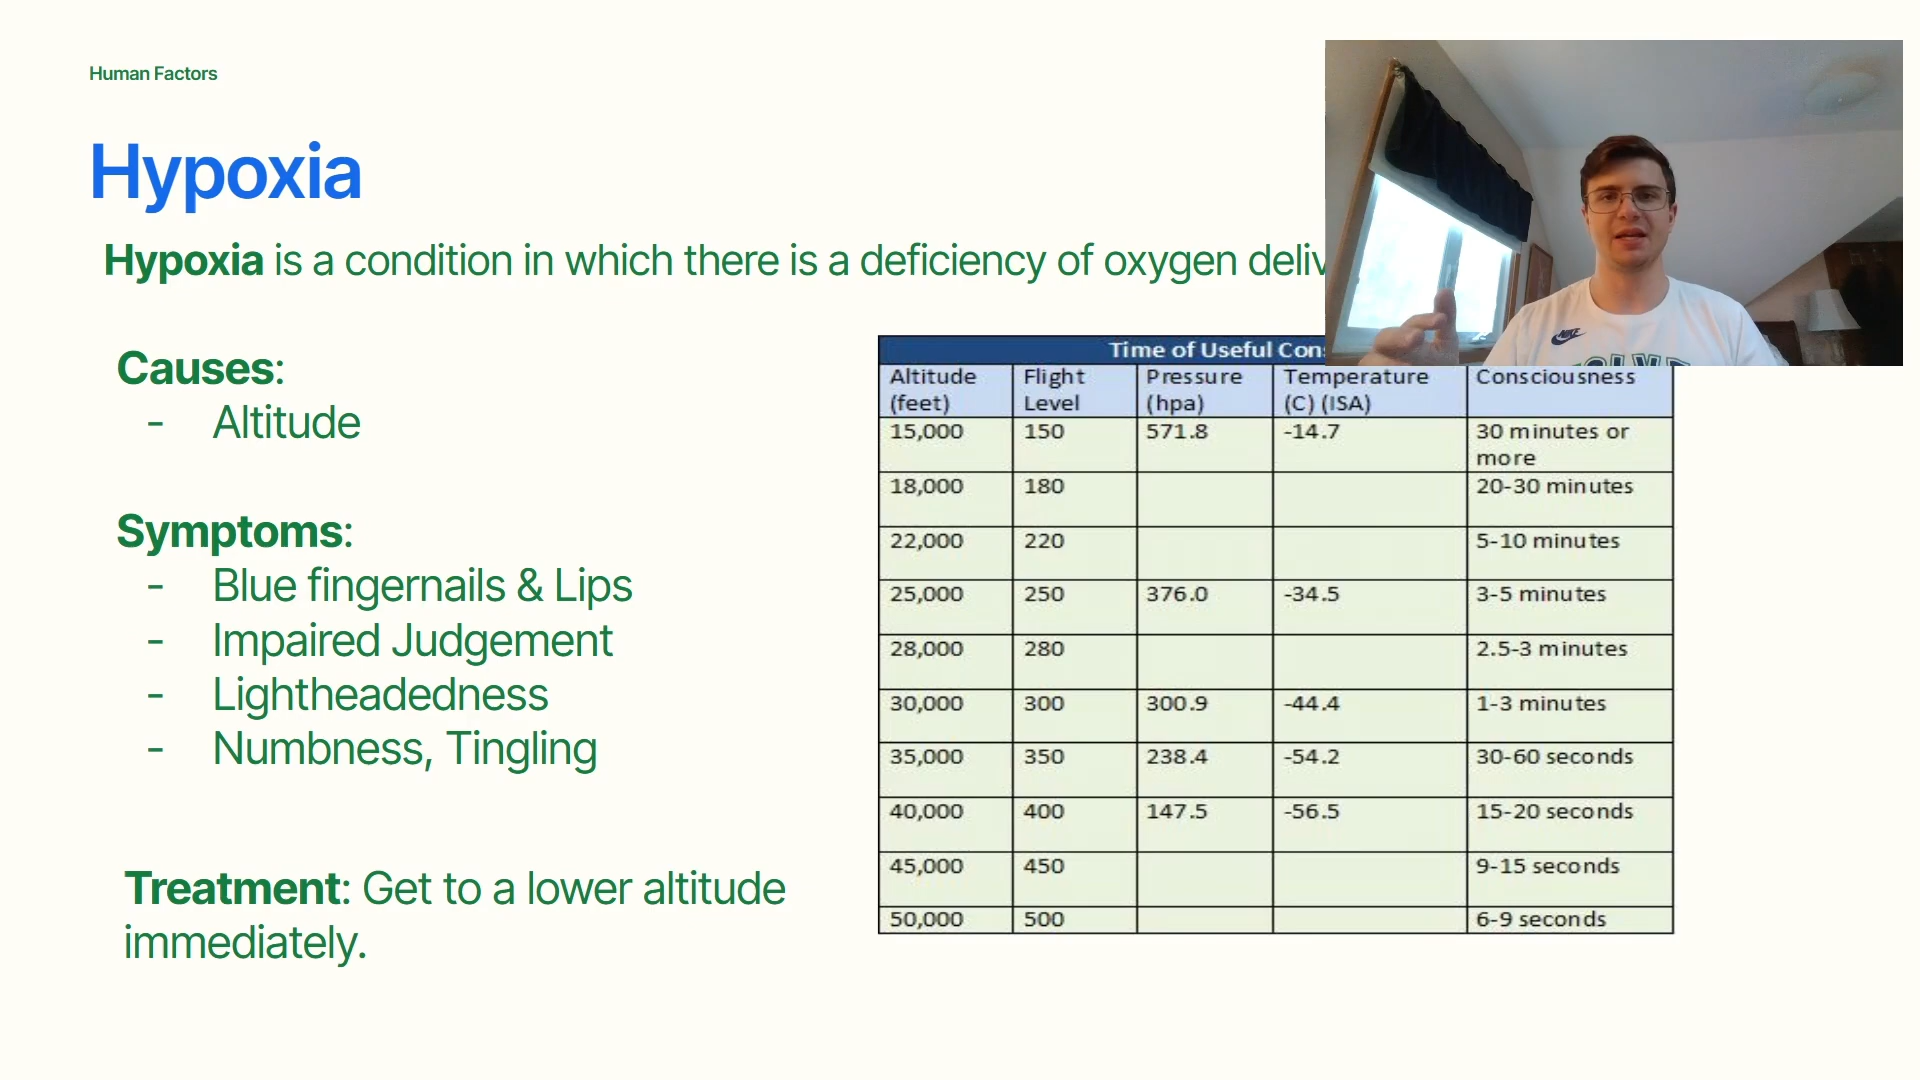 Human Factors
Hypoxia
Hypoxia is a condition in which there is a deficiency of oxygen
Causes:
- Altitude
Symptoms:
- Blue fingernails & Lips
- Impaired Judgement
- Lightheadedness
- Numbness, Tingling
Treatment: Get to a lower altitude
immediately.
Time of Useful
Altitude (feet) Flight Level Pressure (hpa) Temperature (C) (ISA) Consciousness
15,000 150 571.8 -14.7 30 minutes or more
18,000 180 20-30 minutes
22,000 220 5-10 minutes
25,000 250 376.0 -34.5 3-5 minutes
28,000 280 2.5-3 minutes
30,000 300 300.9 -44.4 1-3 minutes
35,000 350 238.4 -54.2 30-60 seconds
40,000 400 147.5 -56.5 15-20 seconds
45,000 450 9-15 seconds
50,000 500 6-9 seconds
NIKE